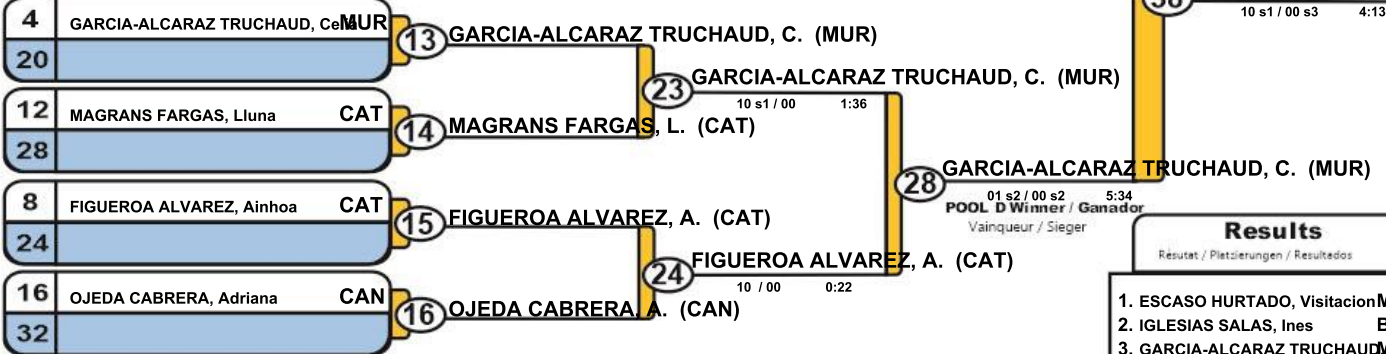 4 GARCIA-ALCARAZ TRUCHAUD, Celia MUR
20
13 GARCIA-ALCARAZ TRUCHAUD, C. (MUR)
12 MAGRANS FARGAS, Lluna CAT
28
14 MAGRANS FARGAS, L. (CAT)
23 GARCIA-ALCARAZ TRUCHAUD, C. (MUR)
10 s1 / 00 1:36
8 FIGUEROA ALVAREZ, Ainhoa CAT
24
15 FIGUEROA ALVAREZ, A. (CAT)
16 OJEDA CABRERA, Adriana CAN
32
16 OJEDA CABRERA, A. (CAN)
24 FIGUEROA ALVAREZ, A. (CAT)
10 / 00 0:22
28 GARCIA-ALCARAZ TRUCHAUD, C. (MUR)
01 s2 / 00 s2 5:34
POOL D Winner / Ganador
Vainqueur / Sieger
10 s1 / 00 s3 4:13
Results
Résutat / Pletzierungen / Resultados
1. ESCASO HURTADO, Visitacion
2. IGLESIAS SALAS, Ines
3. GARCIA-ALCARAZ TRUCHAUD